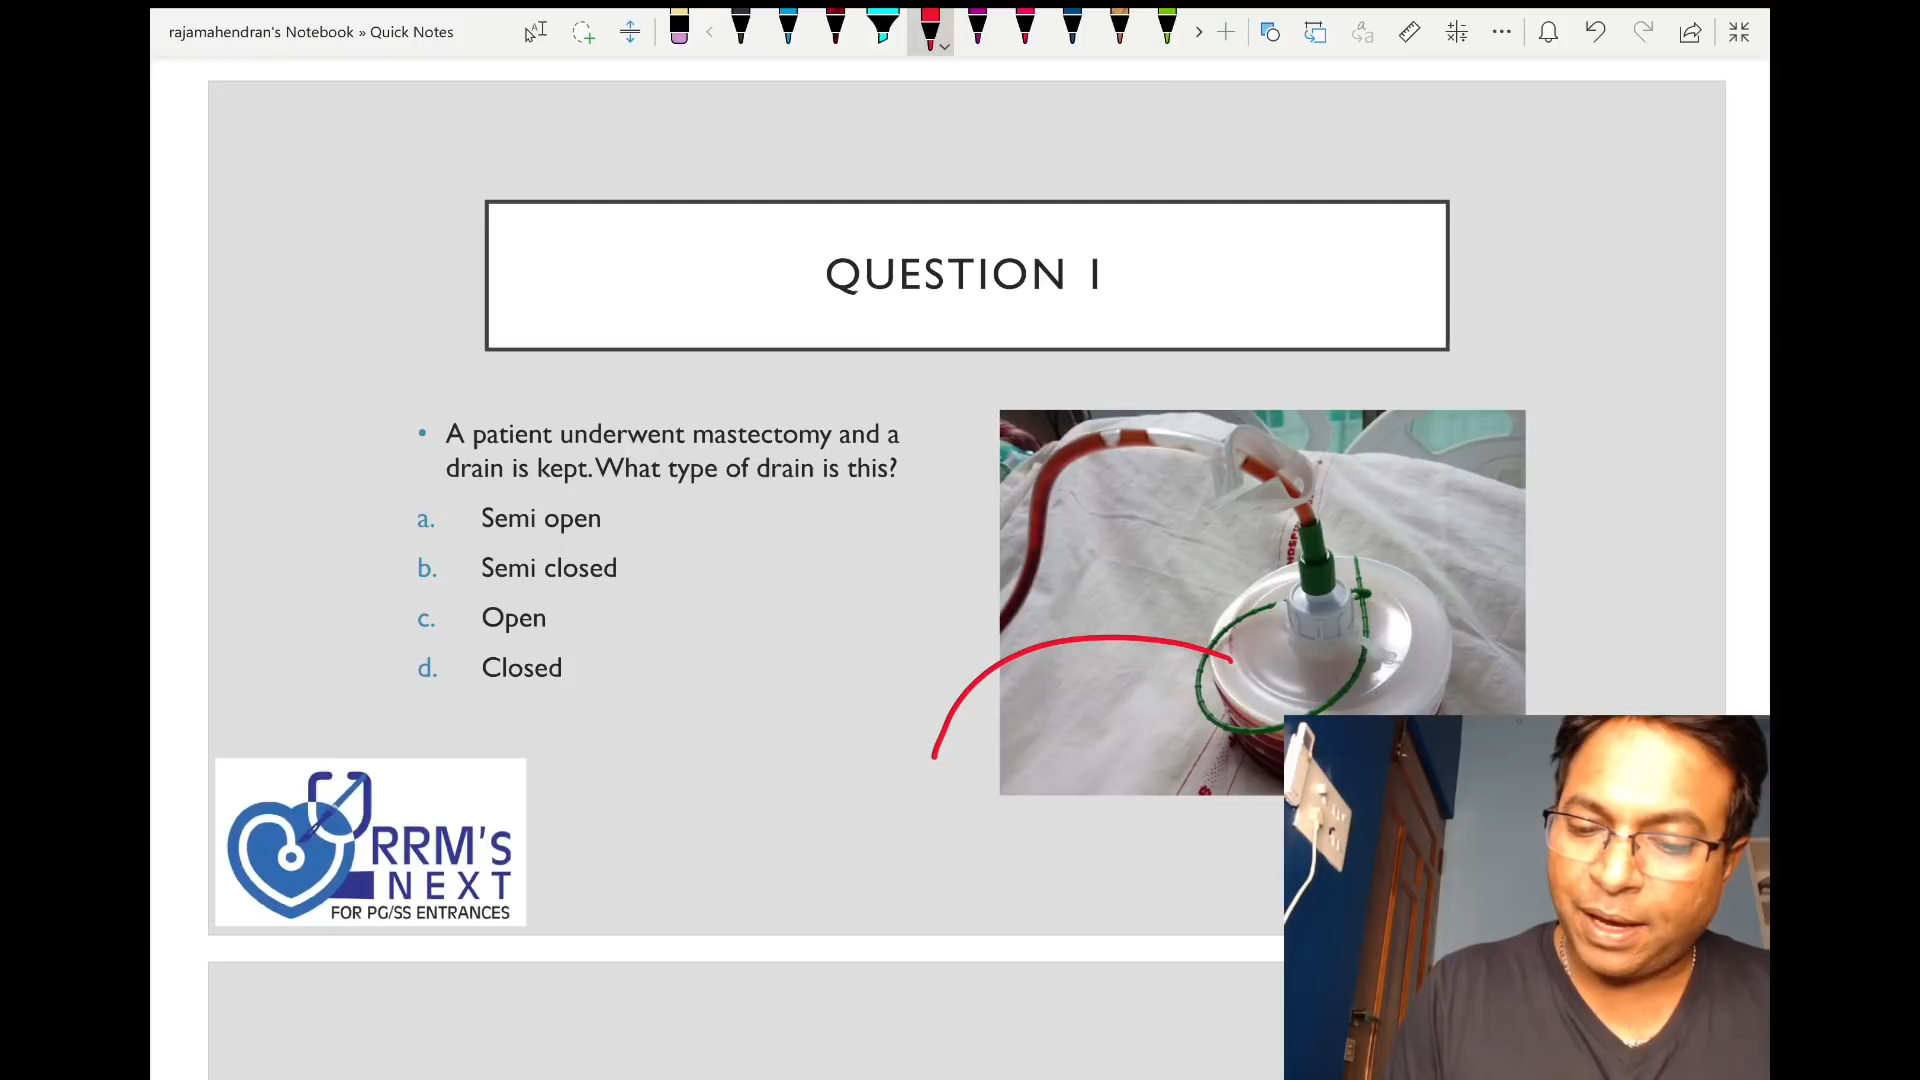 rajamahendran's Notebook » Quick Notes
QUESTION 1
• A patient underwent mastectomy and a
drain is kept. What type of drain is this?
a. Semi open
b. Semi closed
c. Open
d. Closed
RRM'S
NEXT
FOR PG/SS ENTRANCES